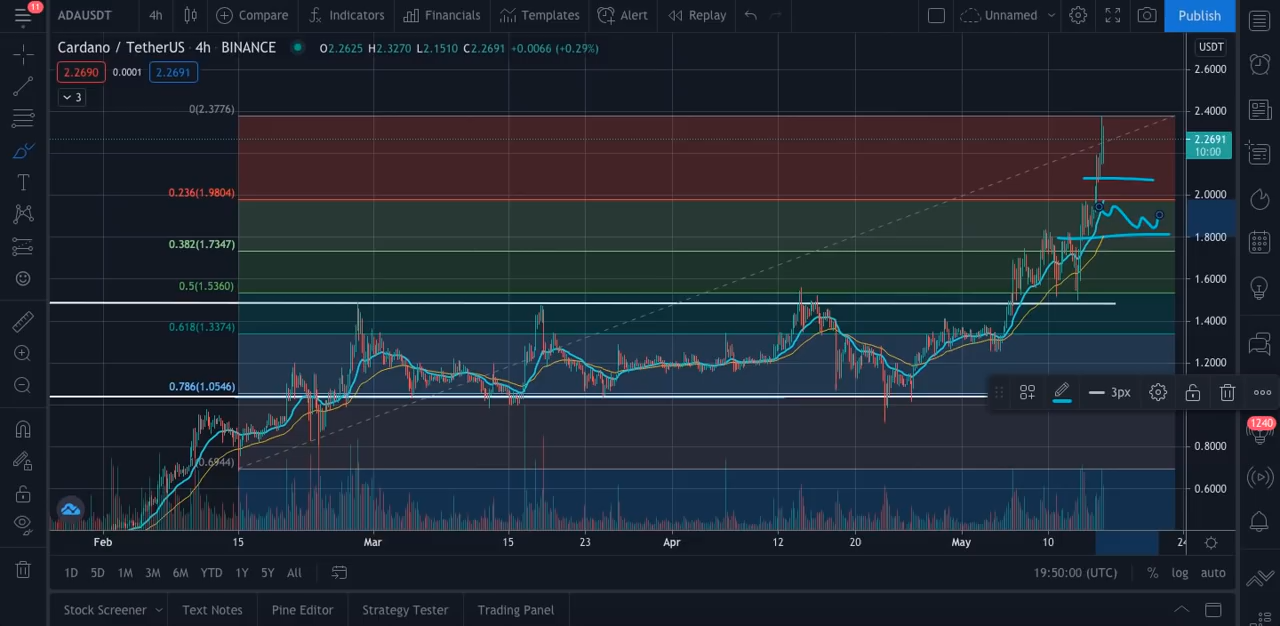 11
ADAUSDT 4h Compare Indicators Financials Templates Alert Replay Unnamed Publish
Cardano / TetherUS · 4h · BINANCE O2.2625 H2.3270 L2.1510 C2.2691 +0.0066 (+0.29%)
USDT
2.2690 0.0001 2.2691
2.6000
3
0(2.3776)
2.4000
2.2691
10:00
0.236(1.9804)
2.0000
0.382(1.7347)
1.8000
0.5(1.5360)
1.6000
0.618(1.3374)
1.4000
1.2000
0.786(1.0546)
3px
1240
0.8000
(0.6944)
0.6000
Feb 15 Mar 15 23 Apr 12 20 May 10 24
1D 5D 1M 3M 6M YTD 1Y 5Y All 19:50:00 (UTC) % log auto
Stock Screener Text Notes Pine Editor Strategy Tester Trading Panel